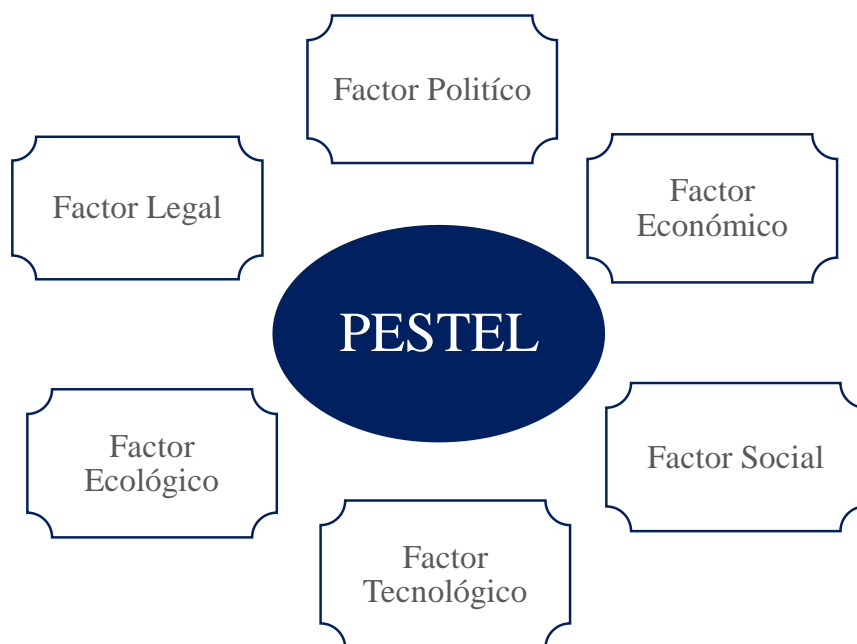 Factor Politíco
Factor
Económico
Factor Legal
PESTEL
Factor Social
Factor
Ecológico
Factor
Tecnológico